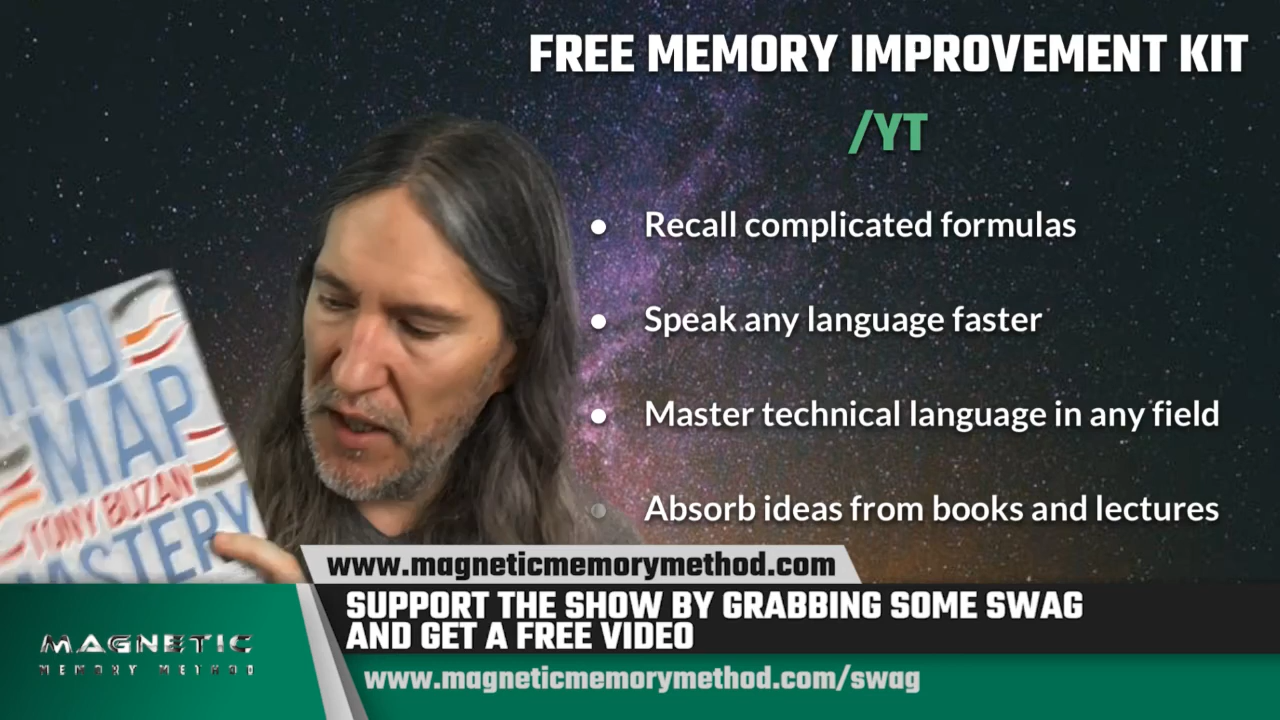 FREE MEMORY IMPROVEMENT KIT
/YT
• Recall complicated formulas
• Speak any language faster
• Master technical language in any field
• Absorb ideas from books and lectures
MIND
MAP
TONY BUZAN
MASTERY
www.magneticmemorymethod.com
SUPPORT THE SHOW BY GRABBING SOME SWAG
AND GET A FREE VIDEO
www.magneticmemorymethod.com/swag
MAGNETIC
MEMORY METHOD